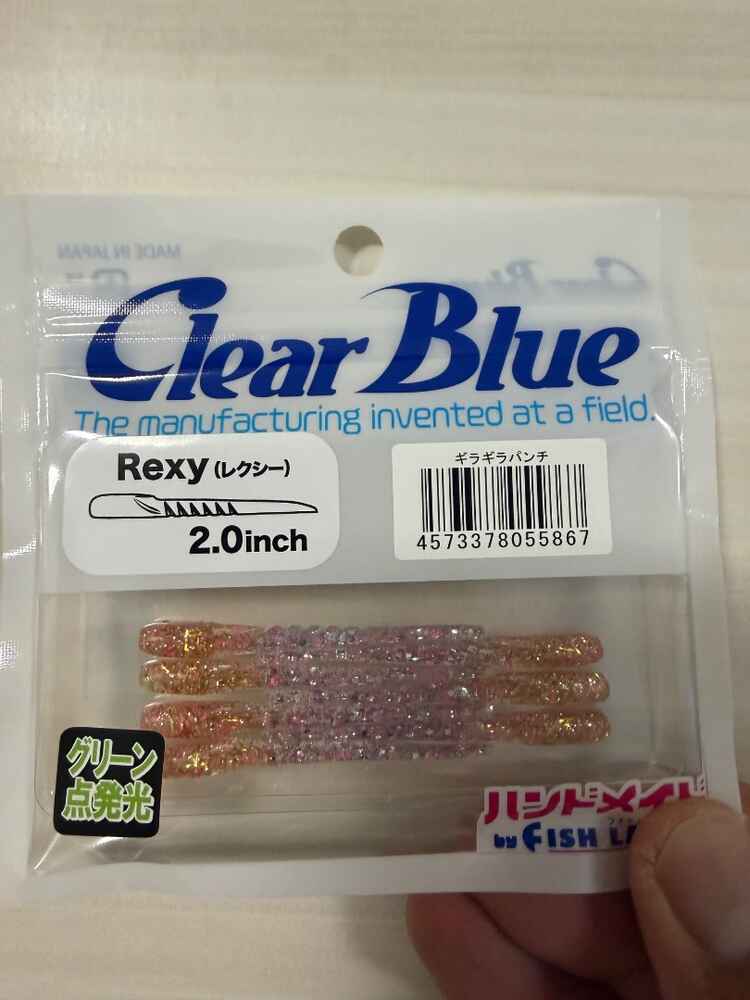 MADE IN JAPAN
Clear Blue
Clear Blue
The manufacturing invented at a field.
Rexy (レクシー)
2.0inch
ギラギラパンチ
4573378055867
グリーン
点発光
ハンドメイド
by FISH